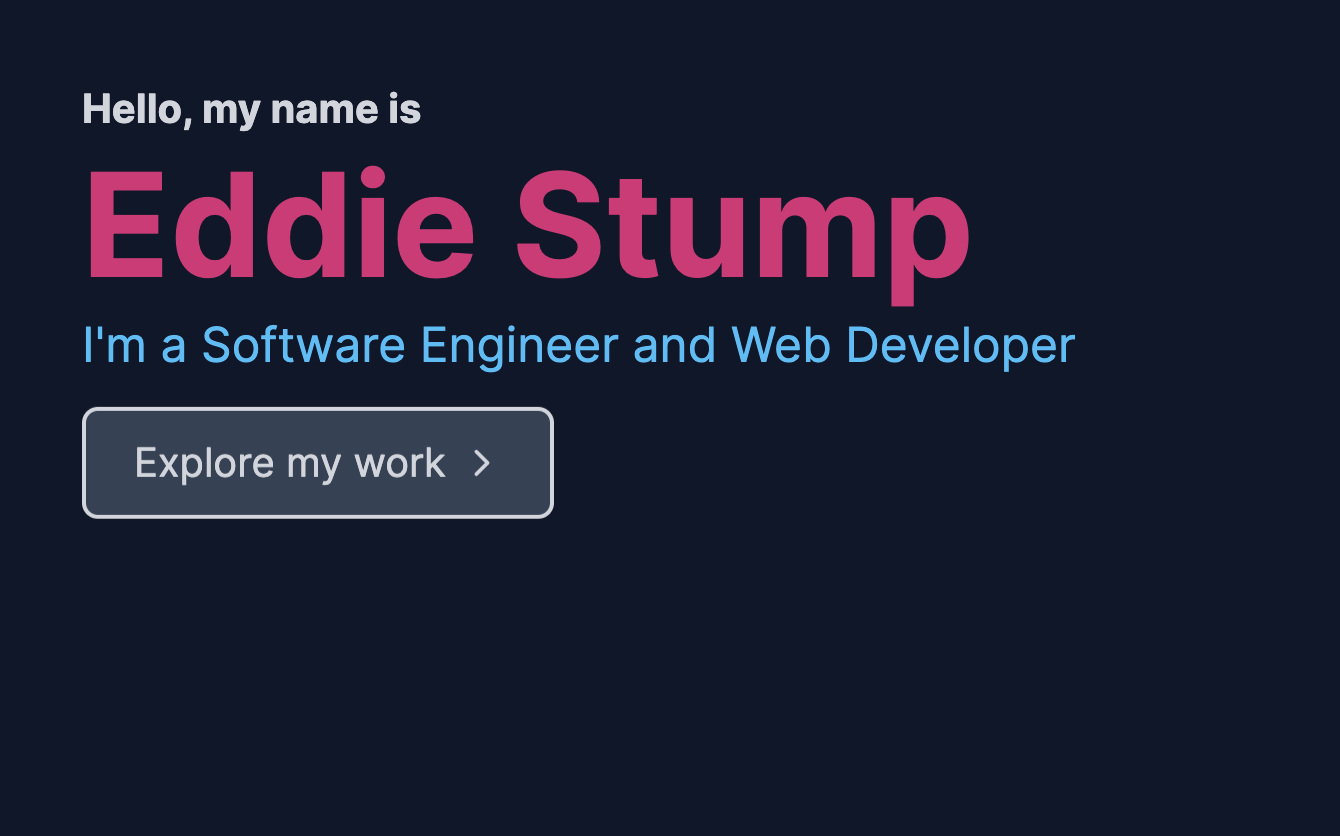 Hello, my name is
Eddie Stump
I'm a Software Engineer and Web Developer
Explore my work